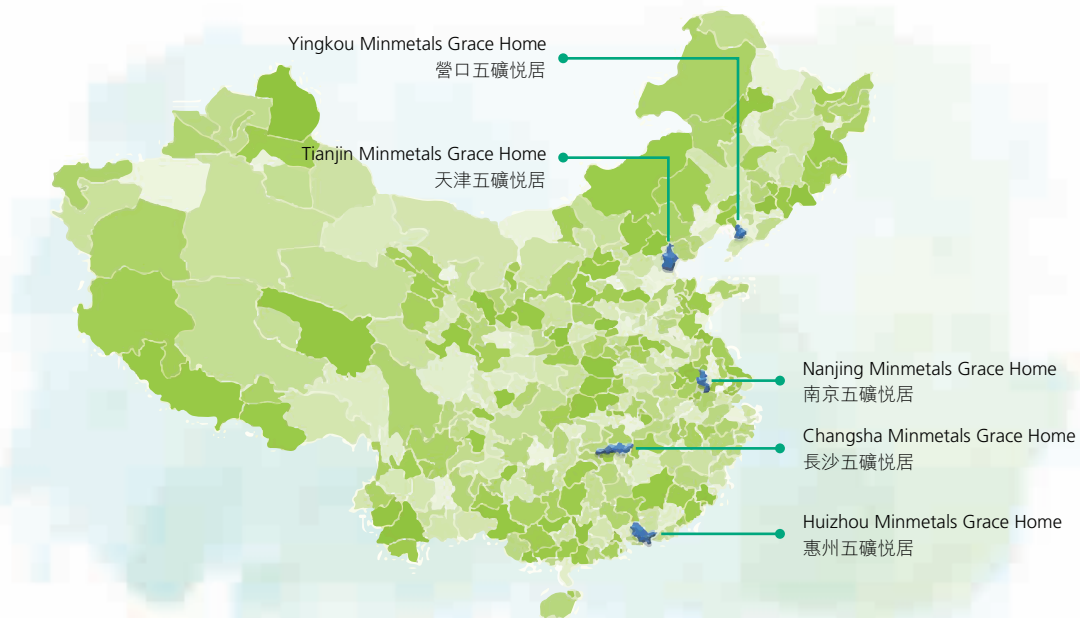 Yingkou Minmetals Grace Home
營口五礦悦居
Tianjin Minmetals Grace Home
天津五礦悦居
Nanjing Minmetals Grace Home
南京五礦悦居
Changsha Minmetals Grace Home
長沙五礦悦居
Huizhou Minmetals Grace Home
惠州五礦悦居